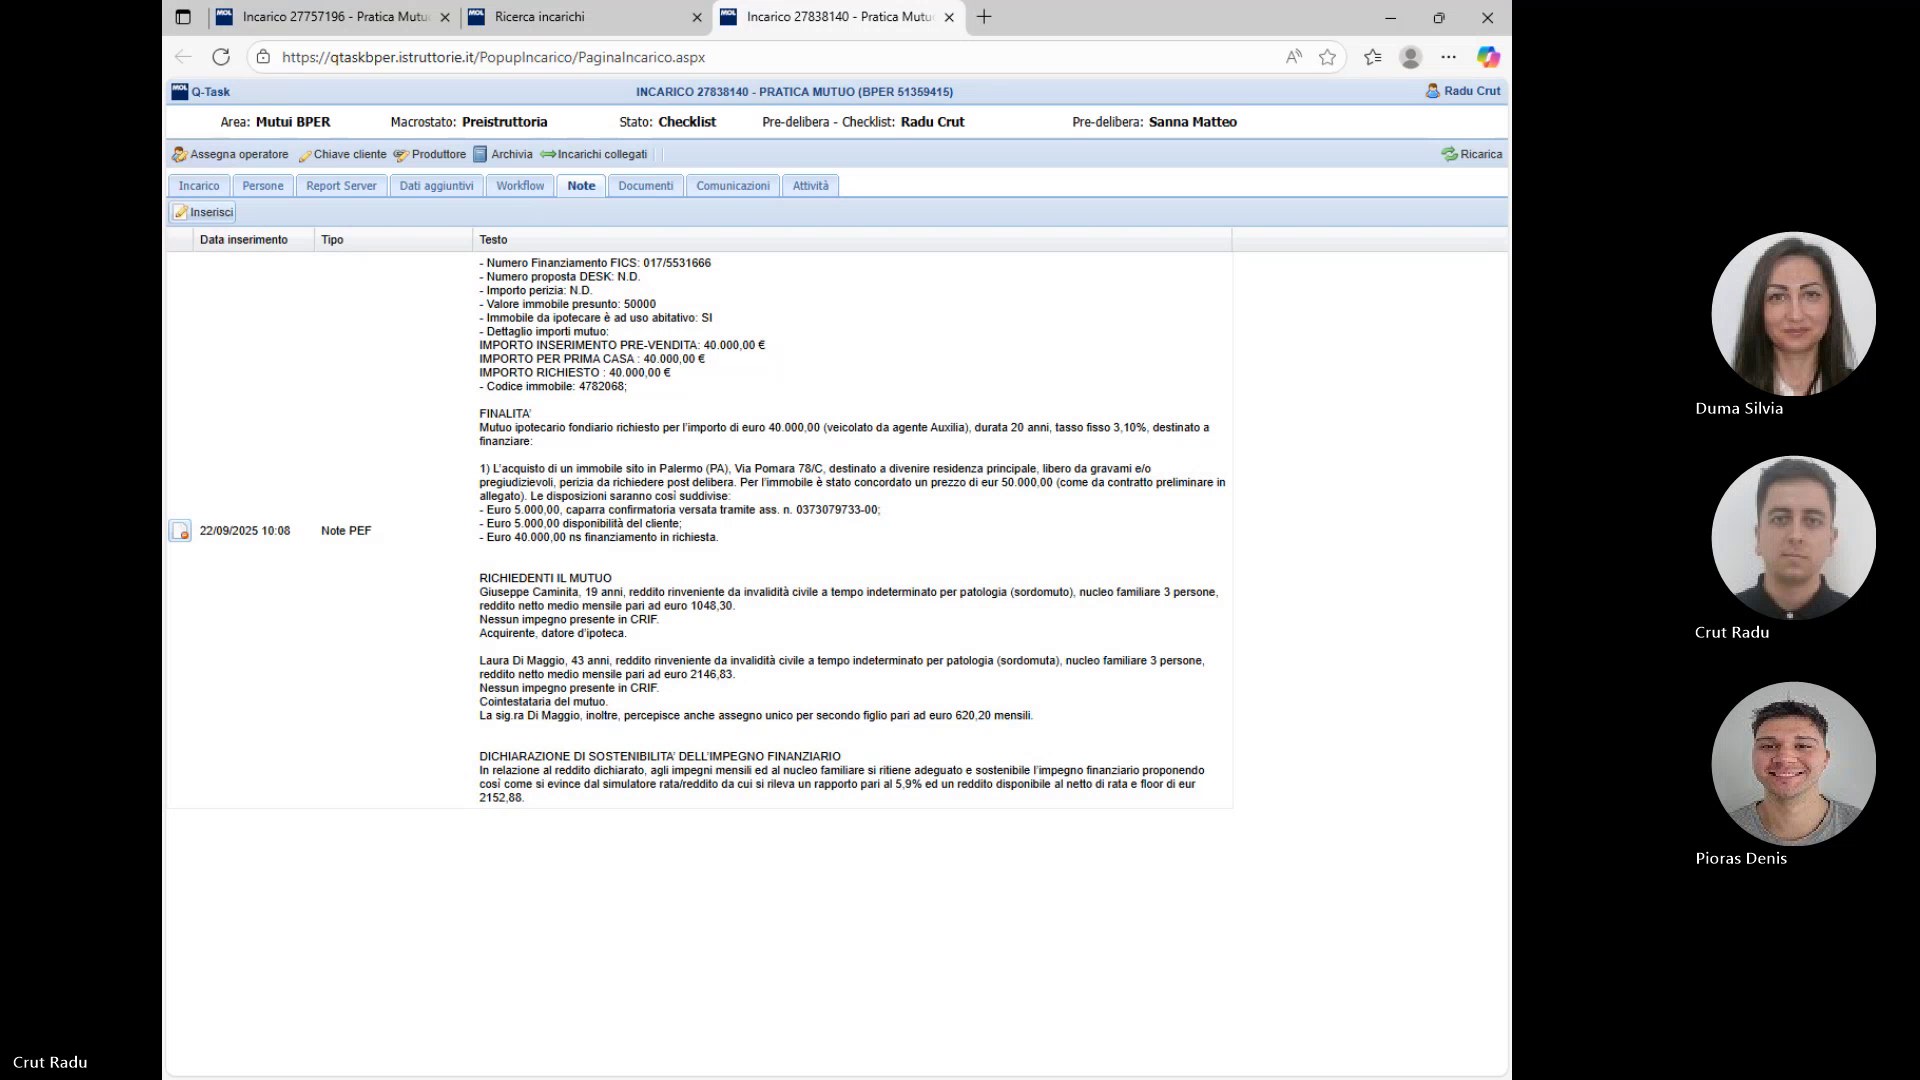 Incarico 27757196 - Pratica Mutu
Ricerca incarichi
Incarico 27838140 - Pratica Mutu
https://qtaskbper.istruttorie.it/PopupIncarico/PaginaIncarico.aspx
MOL Q-Task
INCARICO 27838140 - PRATICA MUTUO (BPER 51359415)
Radu Crut
Area: Mutui BPER
Macrostato: Preistruttoria
Stato: Checklist
Pre-delibera - Checklist: Radu Crut
Pre-delibera: Sanna Matteo
Assegna operatore
Chiave cliente
Produttore
Archivia
Incarichi collegati
Ricarica
Incarico
Persone
Report Server
Dati aggiuntivi
Workflow
Note
Documenti
Comunicazioni
Attività
Inserisci
Data inserimento
Tipo
Testo
22/09/2025 10:08
Note PEF
- Numero Finanziamento FICS: 017/5531666
- Numero proposta DESK: N.D.
- Importo perizia: N.D.
- Valore immobile presunto: 50000
- Immobile da ipotecare è ad uso abitativo: SI
- Dettaglio importi mutuo:
IMPORTO INSERIMENTO PRE-VENDITA: 40.000,00 €
IMPORTO PER PRIMA CASA : 40.000,00 €
IMPORTO RICHIESTO : 40.000,00 €
- Codice immobile: 4782068;
FINALITA'
Mutuo ipotecario fondiario richiesto per l'importo di euro 40.000,00 (veicolato da agente Auxilia), durata 20 anni, tasso fisso 3,10%, destinato a
finanziare:
1) L'acquisto di un immobile sito in Palermo (PA), Via Pomara 78/C, destinato a divenire residenza principale, libero da gravami e/o
pregiudizievoli, perizia da richiedere post delibera. Per l'immobile è stato concordato un prezzo di eur 50.000,00 (come da contratto preliminare in
allegato). Le disposizioni saranno così suddivise:
- Euro 5.000,00, caparra confirmatoria versata tramite ass. n. 0373079733-00;
- Euro 5.000,00 disponibilità del cliente;
- Euro 40.000,00 ns finanziamento in richiesta.
RICHIEDENTI IL MUTUO
Giuseppe Caminita, 19 anni, reddito rinveniente da invalidità civile a tempo indeterminato per patologia (sordomuto), nucleo familiare 3 persone,
reddito netto medio mensile pari ad euro 1048,30.
Nessun impegno presente in CRIF.
Acquirente, datore d'ipoteca.
Laura Di Maggio, 43 anni, reddito rinveniente da invalidità civile a tempo indeterminato per patologia (sordomuta), nucleo familiare 3 persone,
reddito netto medio mensile pari ad euro 2146,83.
Nessun impegno presente in CRIF.
Cointestataria del mutuo.
La sig.ra Di Maggio, inoltre, percepisce anche assegno unico per secondo figlio pari ad euro 620,20 mensili.
DICHIARAZIONE DI SOSTENIBILITA' DELL'IMPEGNO FINANZIARIO
In relazione al reddito dichiarato, agli impegni mensili ed al nucleo familiare si ritiene adeguato e sostenibile l'impegno finanziario proponendo
così come si evince dal simulatore rata/reddito da cui si rileva un rapporto pari al 5,9% ed un reddito disponibile al netto di rata e floor di eur
2152,88.
Duma Silvia
Crut Radu
Pioras Denis
Crut Radu